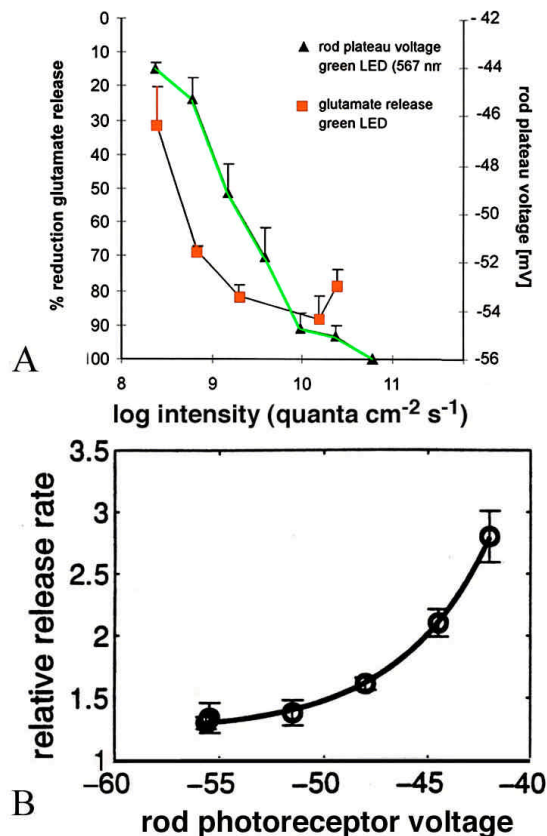 A
0
10
20
30
40
50
60
70
80
90
100
% reduction glutamate release
-42
-44
-46
-49
-51
-52
-54
-56
rod plateau voltage [mV]
rod plateau voltage
green LED (567 nm
glutamate release
green LED
8 9 10 11
log intensity (quanta cm⁻² s⁻¹)
B
3.5
3
2.5
2
1.5
1
relative release rate
−60 −55 −50 −45 −40
rod photoreceptor voltage